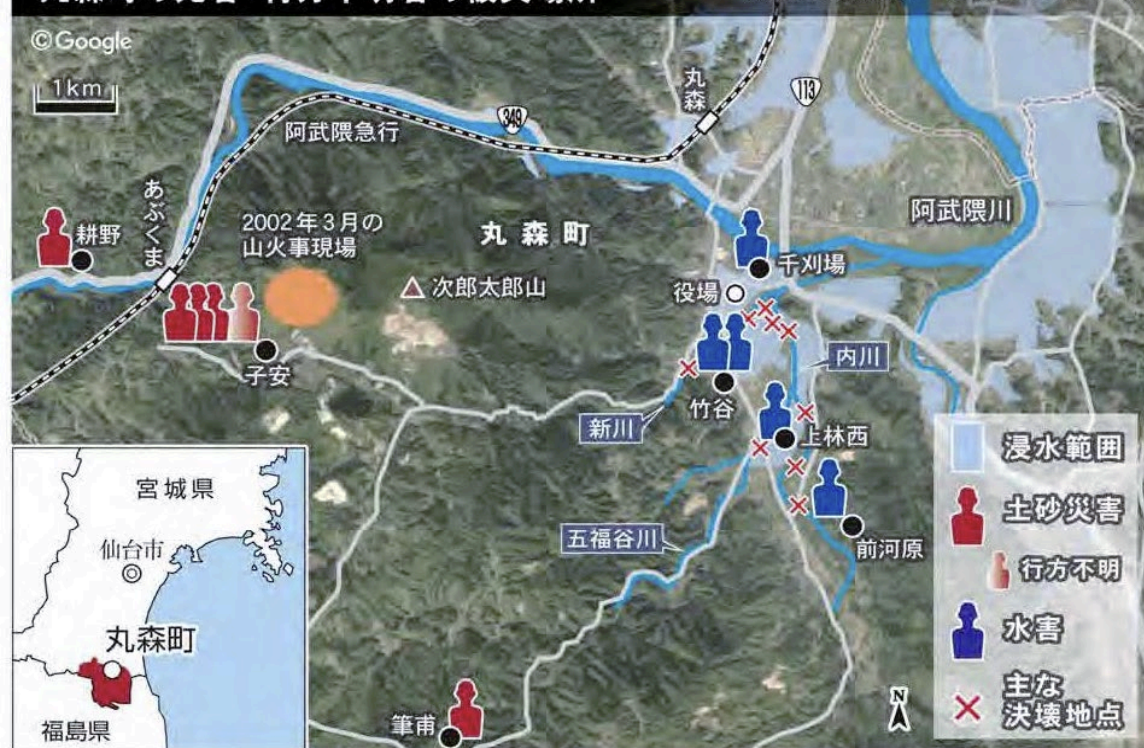 ©Google
1km
阿武隈急行
349
丸森
113
あぶくま
耕野
2002年3月の
山火事現場
丸森町
次郎太郎山
阿武隈川
千刈場
役場
子安
竹谷
内川
新川
上林西
五福谷川
前河原
筆甫
宮城県
仙台市
丸森町
福島県
浸水範囲
土砂災害
行方不明
水害
主な
決壊地点
N